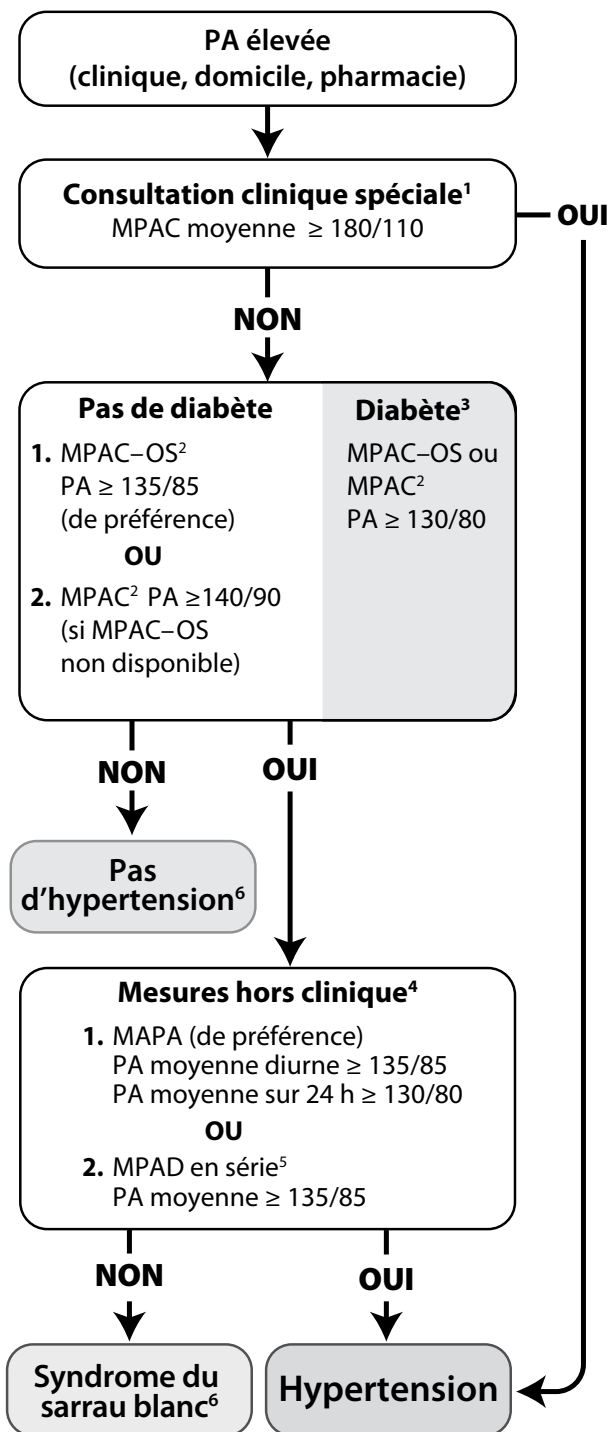 PA élevée
(clinique, domicile, pharmacie)
Consultation clinique spéciale¹
MPAC moyenne ≥ 180/110
OUI
NON
Pas de diabète
1. MPAC–OS²
PA ≥ 135/85
(de préférence)
OU
2. MPAC² PA ≥140/90
(si MPAC–OS
non disponible)
Diabète³
MPAC–OS ou
MPAC²
PA ≥ 130/80
NON
OUI
Pas
d'hypertension⁶
Mesures hors clinique⁴
1. MAPA (de préférence)
PA moyenne diurne ≥ 135/85
PA moyenne sur 24 h ≥ 130/80
OU
2. MPAD en série⁵
PA moyenne ≥ 135/85
NON
OUI
Syndrome du
sarrau blanc⁶
Hypertension